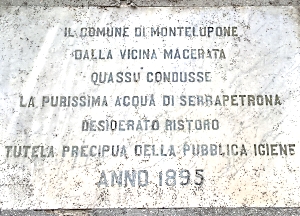 IL COMUNE DI MONTELUPONE
DALLA VICINA MACERATA
QUASSÙ CONDUSSE
LA PURISSIMA ACQUA DI SERRAPETRONA
DESIDERATO RISTORO
TUTELA PRECIPUA DELLA PUBBLICA IGIENE
ANNO 1895